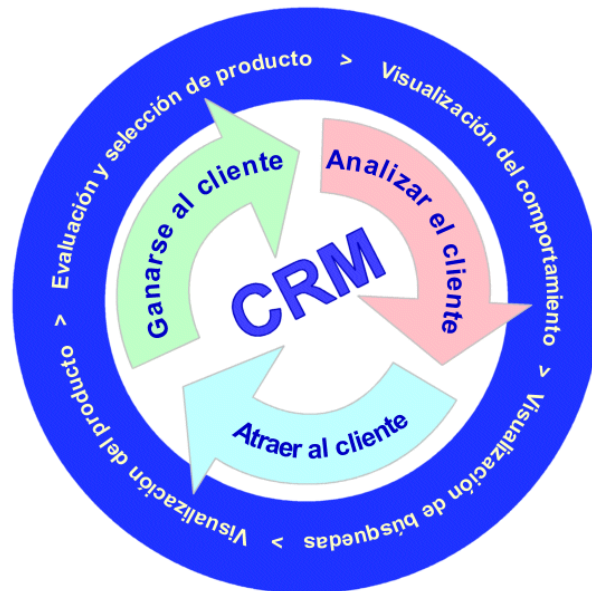 Evaluación y selección de producto > Visualización del comportamiento > Visualización de búsquedas > Visualización del producto >
Ganarse al cliente
Analizar el cliente
CRM
Atraer al cliente